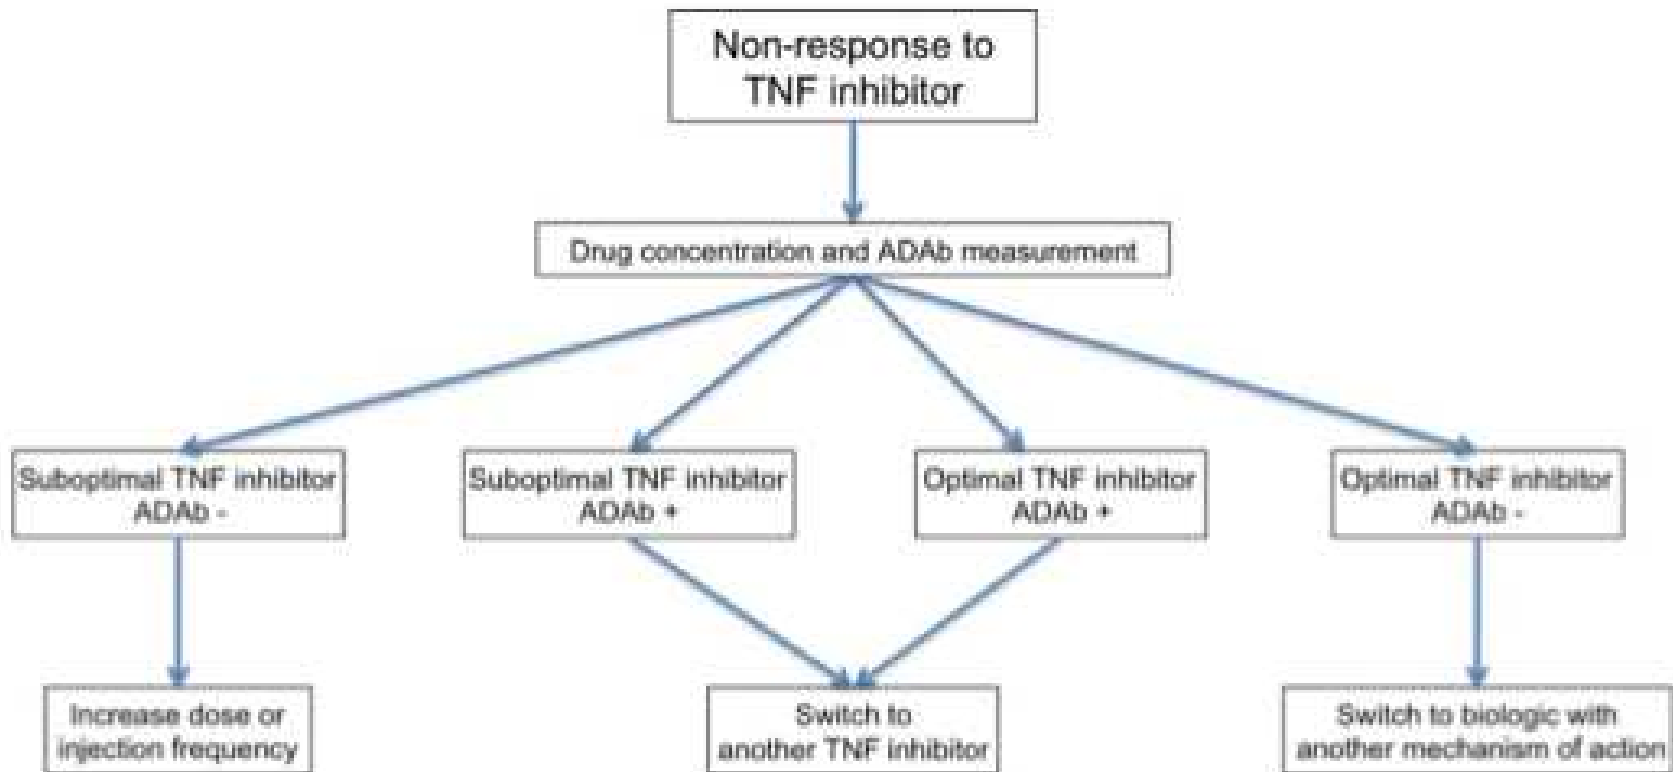 Non-response to
TNF inhibitor
Drug concentration and ADAb measurement
Suboptimal TNF inhibitor
ADAb -
Suboptimal TNF inhibitor
ADAb +
Optimal TNF inhibitor
ADAb +
Optimal TNF inhibitor
ADAb -
Increase dose or
injection frequency
Switch to
another TNF inhibitor
Switch to biologic with
another mechanism of action